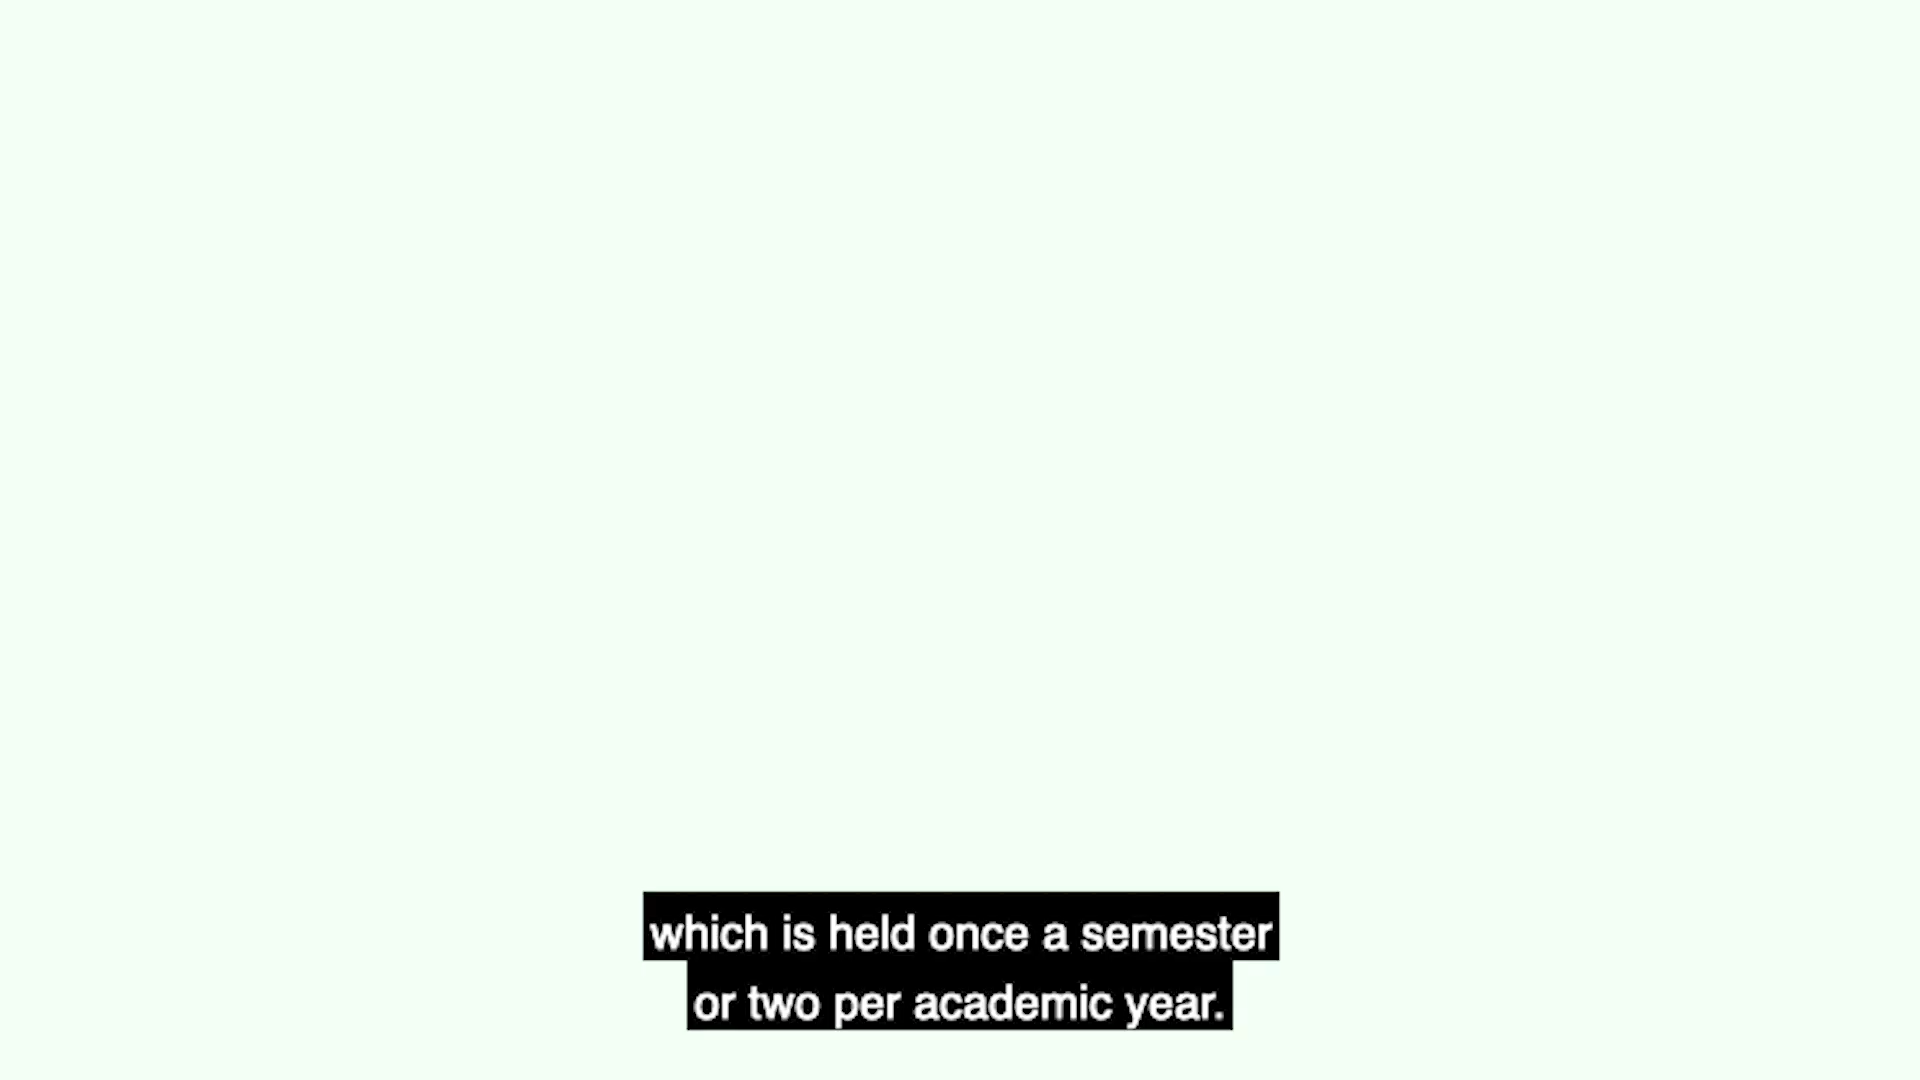 which is held once a semester
or two per academic year.